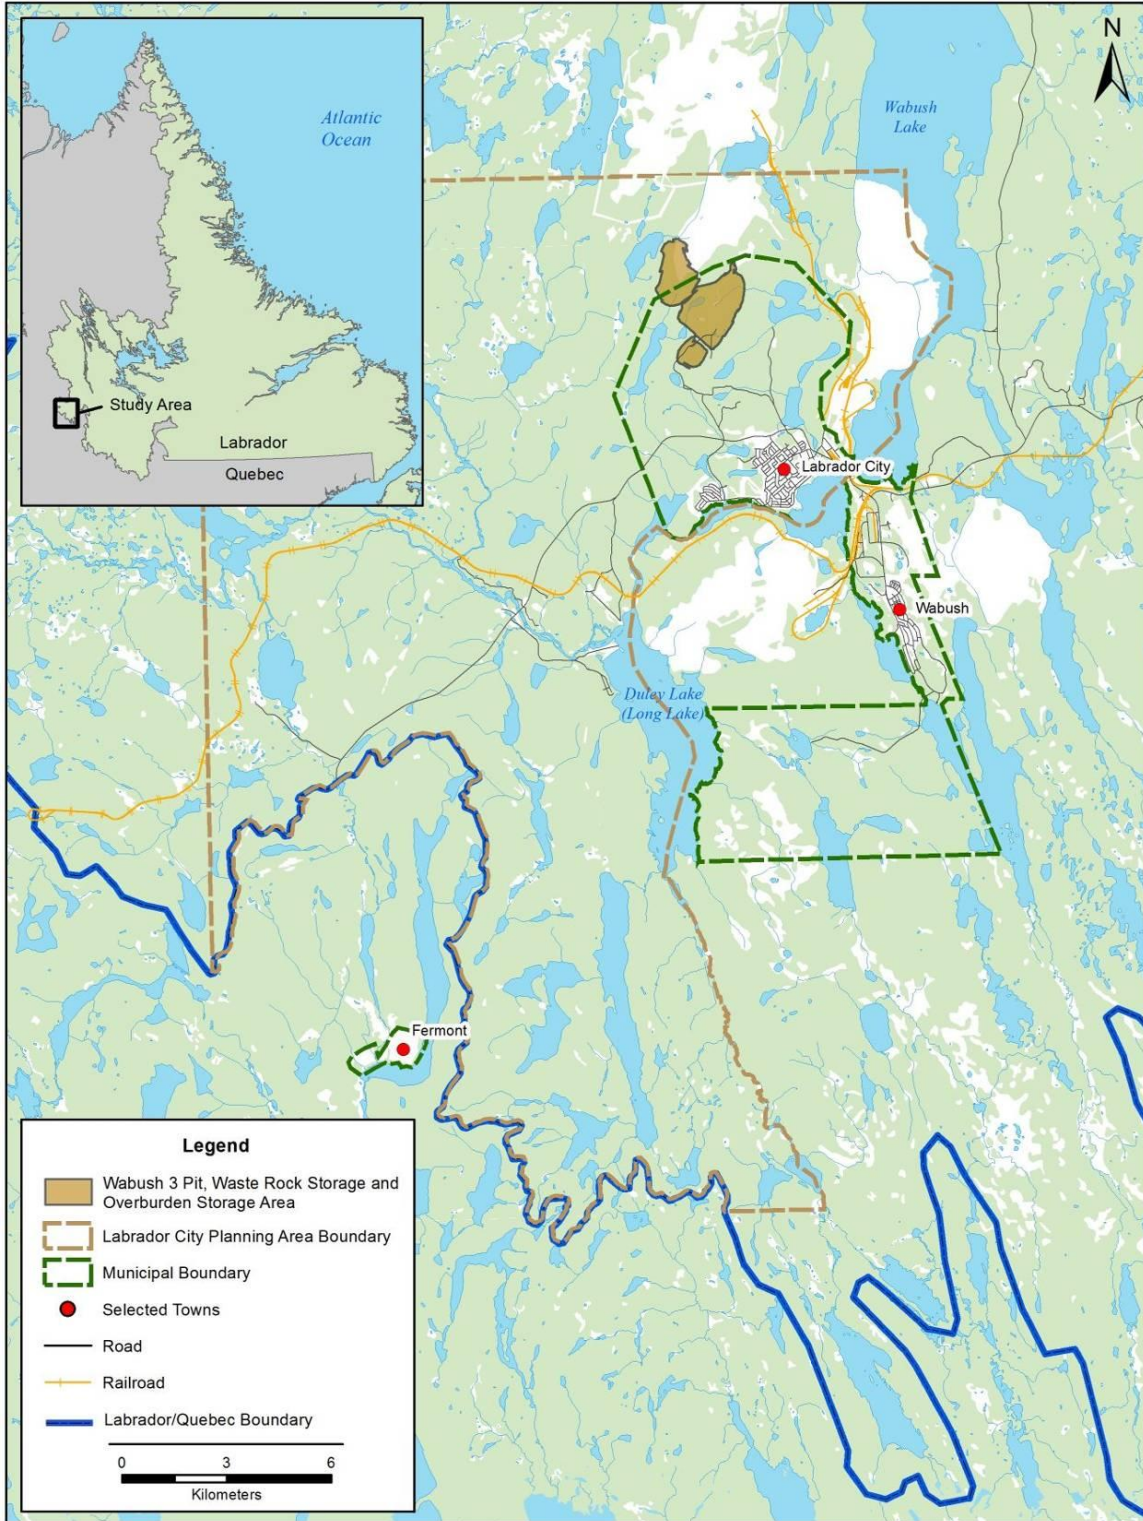 N
Atlantic
Ocean
Wabush
Lake
Study Area
Labrador
Quebec
Labrador City
Wabush
Duley Lake
(Long Lake)
Fermont
Legend
Wabush 3 Pit, Waste Rock Storage and
Overburden Storage Area
Labrador City Planning Area Boundary
Municipal Boundary
Selected Towns
Road
Railroad
Labrador/Quebec Boundary
0 3 6
Kilometers